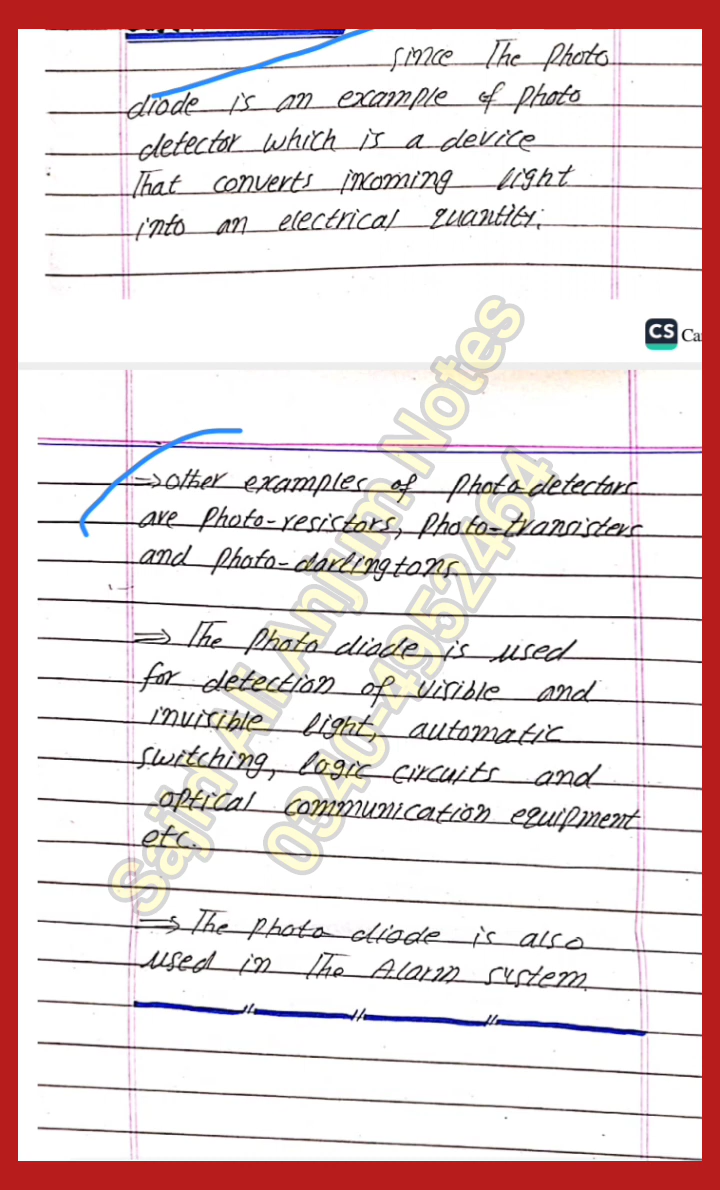 Since The Photo
diode is an example of Photo
detector which is a device
That converts incoming light
into an electrical quantity.
CS Ca
⇒ other examples of Photo-detectors
are Photo-resistors, Photo-transisters
and Photo-darlingtons
⇒ The Photo diode is used
for detection of visible and
invisible light, automatic
switching, logic circuits and
optical communication equipment
etc.
⇒ The Photo diode is also
used in The Alarm system.
Sajid Ali Anjum Notes
0340-4952464